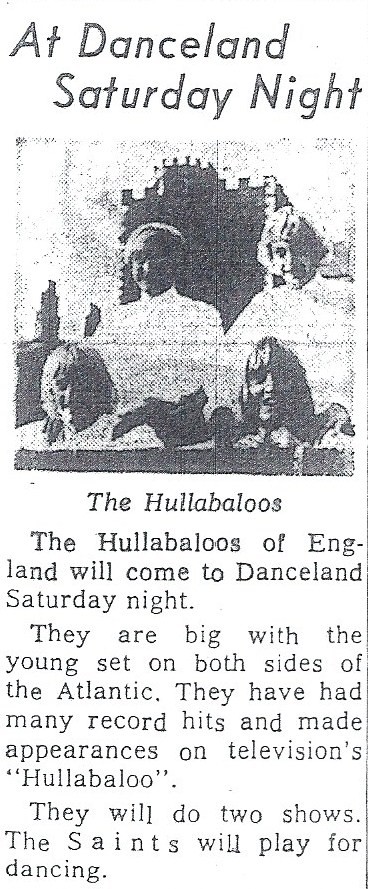 At Danceland
Saturday Night
The Hullabaloos
The Hullabaloos of Eng-
land will come to Danceland
Saturday night.
They are big with the
young set on both sides of
the Atlantic. They have had
many record hits and made
appearances on television's
"Hullabaloo".
They will do two shows.
The Saints will play for
dancing.